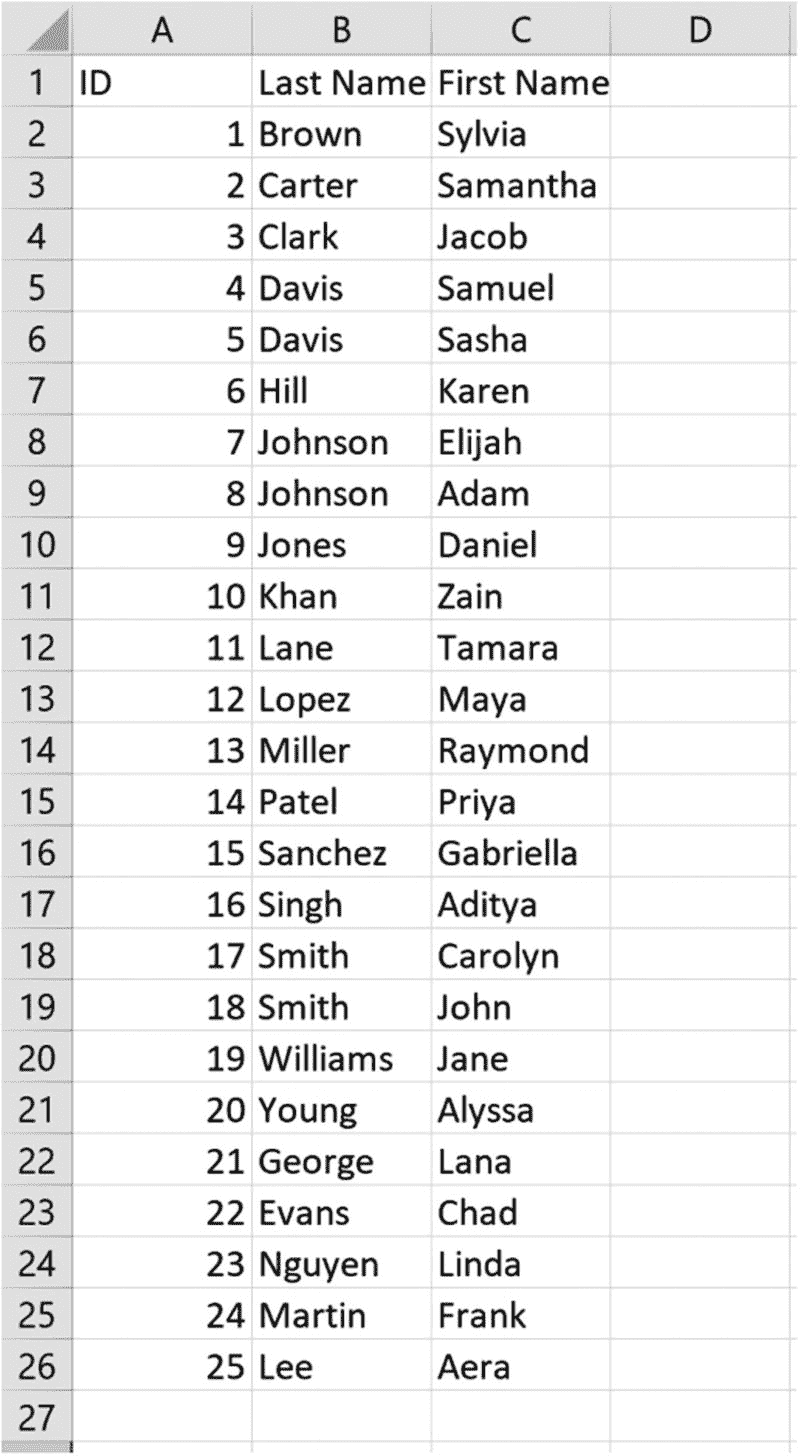 A B C D
1 ID Last Name First Name
2 1 Brown Sylvia
3 2 Carter Samantha
4 3 Clark Jacob
5 4 Davis Samuel
6 5 Davis Sasha
7 6 Hill Karen
8 7 Johnson Elijah
9 8 Johnson Adam
10 9 Jones Daniel
11 10 Khan Zain
12 11 Lane Tamara
13 12 Lopez Maya
14 13 Miller Raymond
15 14 Patel Priya
16 15 Sanchez Gabriella
17 16 Singh Aditya
18 17 Smith Carolyn
19 18 Smith John
20 19 Williams Jane
21 20 Young Alyssa
22 21 George Lana
23 22 Evans Chad
24 23 Nguyen Linda
25 24 Martin Frank
26 25 Lee Aera
27